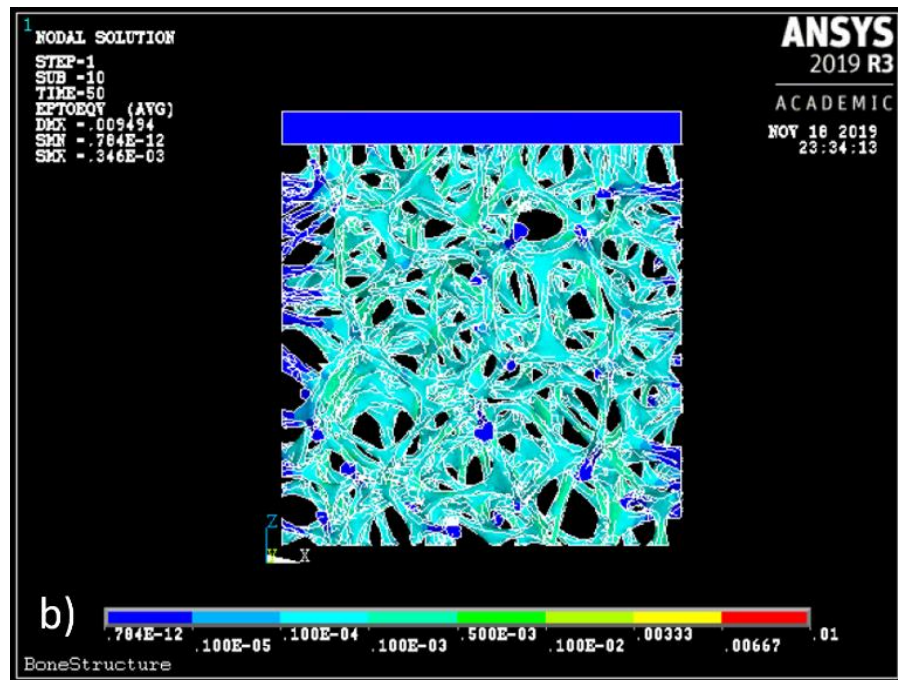 1
NODAL SOLUTION
STEP=1
SUB =10
TIME=50
EPTOEQV (AVG)
DMX =.009494
SMN =.784E-12
SMX =.346E-03
ANSYS
2019 R3
ACADEMIC
NOV 18 2019
23:34:13
Z
Y X
b)
.784E-12 .100E-05 .100E-04 .100E-03 .500E-03 .100E-02 .00333 .00667 .01
BoneStructure